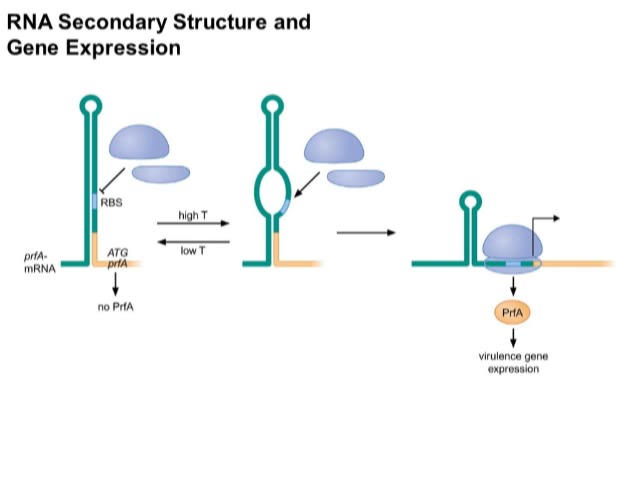 RNA Secondary Structure and
Gene Expression
RBS
high T
low T
prfA-
mRNA
ATG
prfA
no PrfA
PrfA
virulence gene
expression